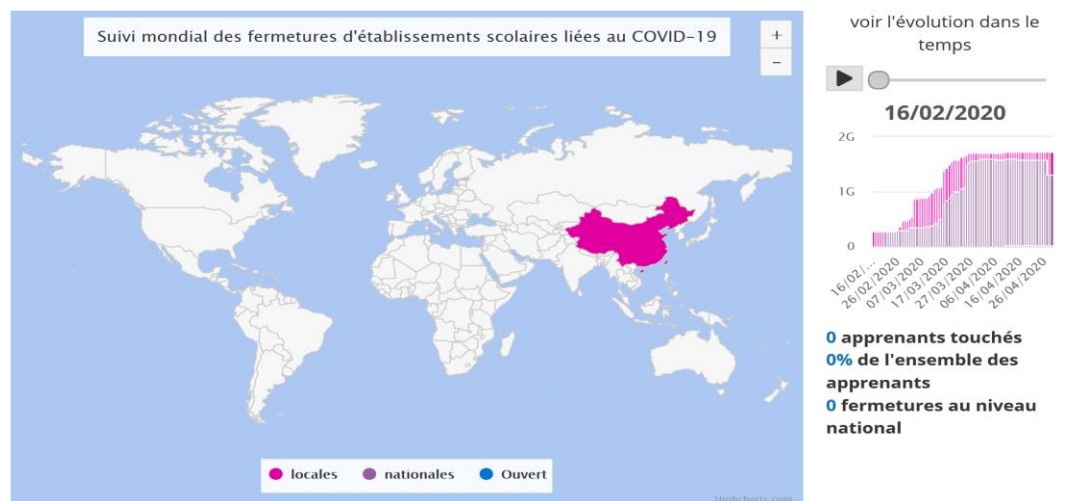 Suivi mondial des fermetures d'établissements scolaires liées au COVID-19
+
−
locales
nationales
Ouvert
Highcharts.com
voir l'évolution dans le
temps
16/02/2020
2G
1G
0
16/02/...
26/02/2020
07/03/2020
17/03/2020
27/03/2020
06/04/2020
16/04/2020
26/04/2020
0 apprenants touchés
0% de l'ensemble des
apprenants
0 fermetures au niveau
national